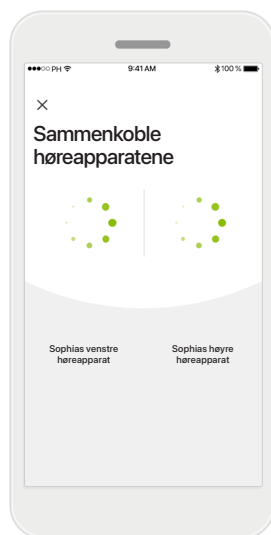 PH 9:41 AM 100 %
Sammenkoble
høreapparatene
Sophias venstre
høreapparat
Sophias høyre
høreapparat